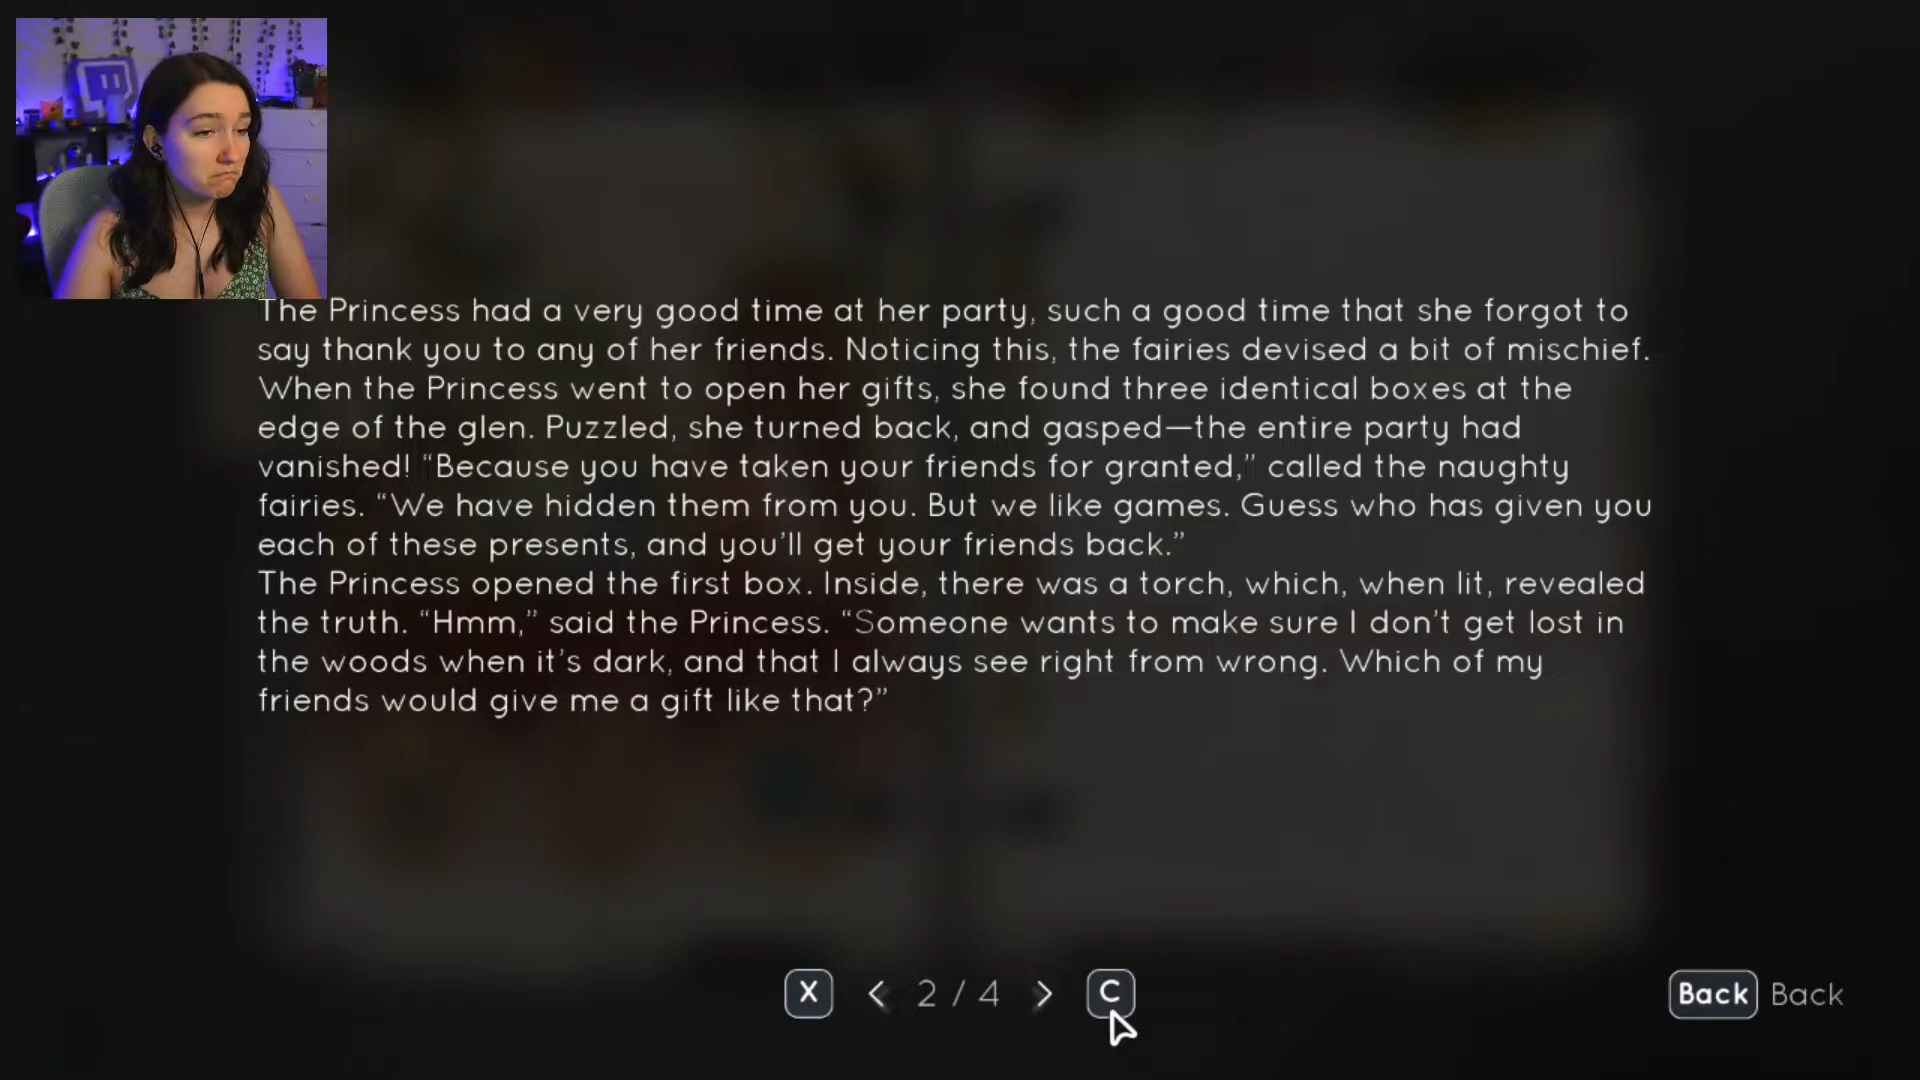 The Princess had a very good time at her party, such a good time that she forgot to
say thank you to any of her friends. Noticing this, the fairies devised a bit of mischief.
When the Princess went to open her gifts, she found three identical boxes at the
edge of the glen. Puzzled, she turned back, and gasped—the entire party had
vanished! “Because you have taken your friends for granted,” called the naughty
fairies. “We have hidden them from you. But we like games. Guess who has given you
each of these presents, and you’ll get your friends back.”
The Princess opened the first box. Inside, there was a torch, which, when lit, revealed
the truth. “Hmm,” said the Princess. “Someone wants to make sure I don’t get lost in
the woods when it’s dark, and that I always see right from wrong. Which of my
friends would give me a gift like that?”
X < 2 / 4 > C
Back Back